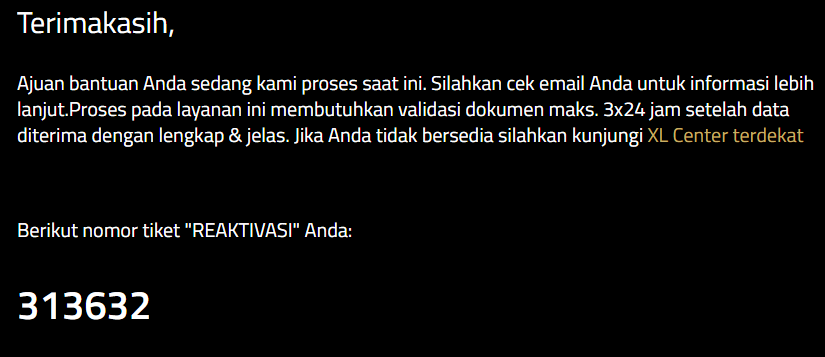 Terimakasih,
Ajuan bantuan Anda sedang kami proses saat ini. Silahkan cek email Anda untuk informasi lebih
lanjut.Proses pada layanan ini membutuhkan validasi dokumen maks. 3x24 jam setelah data
diterima dengan lengkap & jelas. Jika Anda tidak bersedia silahkan kunjungi XL Center terdekat
Berikut nomor tiket "REAKTIVASI" Anda:
313632